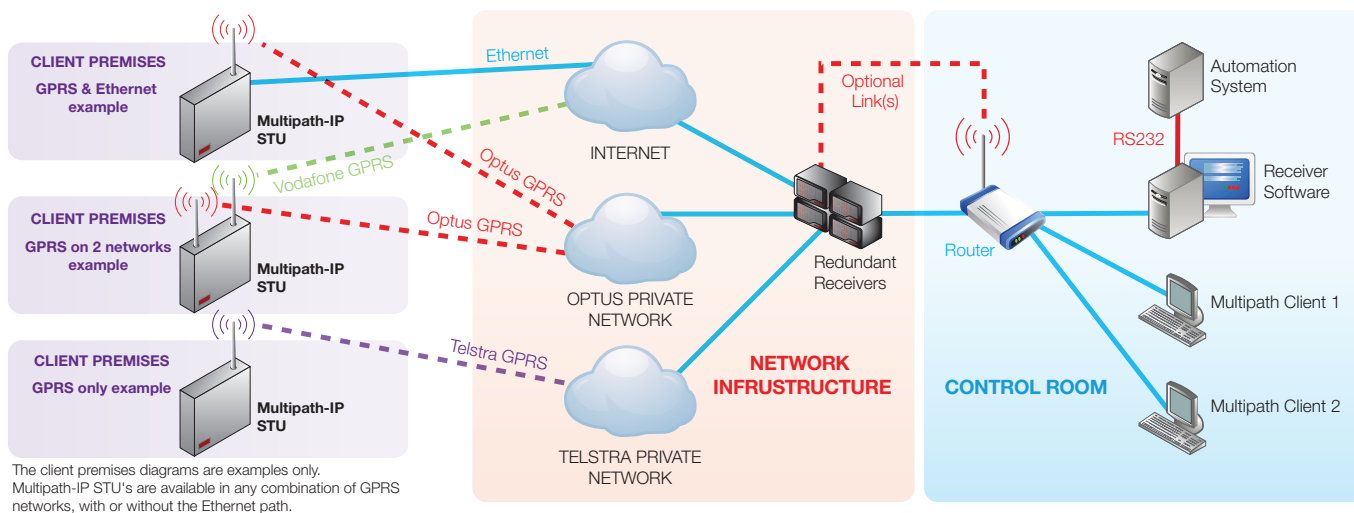 CLIENT PREMISES
GPRS & Ethernet
example
Multipath-IP
STU
CLIENT PREMISES
GPRS on 2 networks
example
Multipath-IP
STU
CLIENT PREMISES
GPRS only example
Multipath-IP
STU
The client premises diagrams are examples only.
Multipath-IP STU's are available in any combination of GPRS
networks, with or without the Ethernet path.
Ethernet
Vodafone GPRS
Optus GPRS
Optus GPRS
Telstra GPRS
INTERNET
OPTUS PRIVATE
NETWORK
TELSTRA PRIVATE
NETWORK
Redundant
Receivers
NETWORK
INFRUSTRUCTURE
Optional
Link(s)
Router
CONTROL ROOM
Automation
System
RS232
Receiver
Software
Multipath Client 1
Multipath Client 2